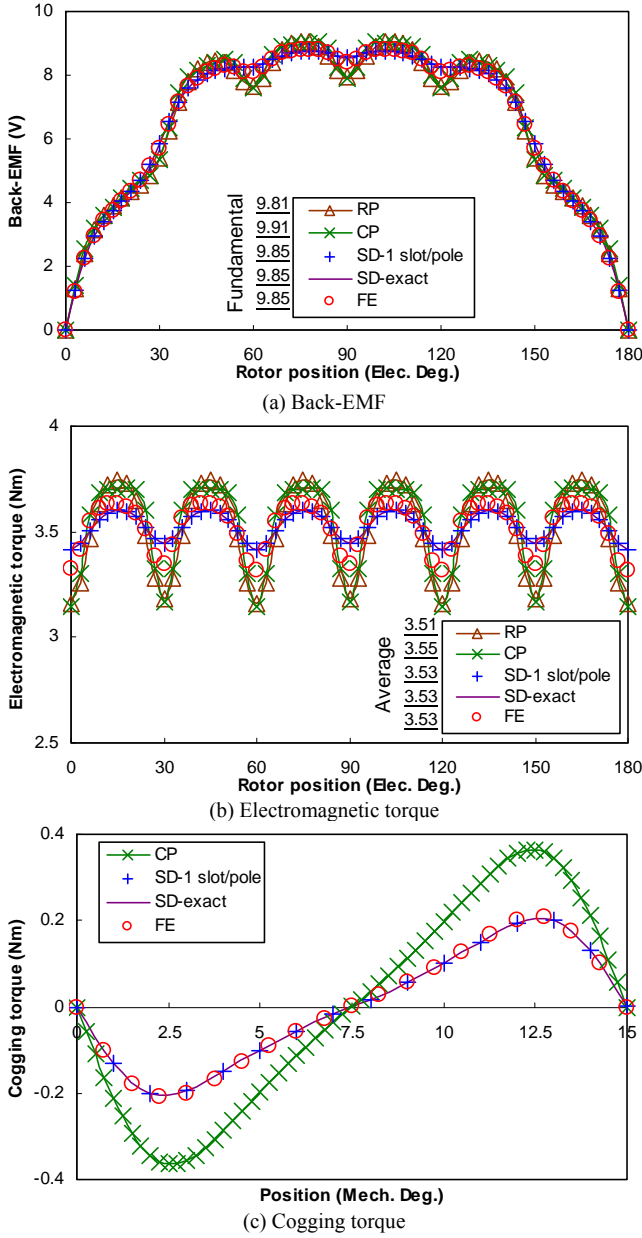 10
8
6
4
2
0
Back-EMF (V)
Fundamental
9.81 RP
9.91 CP
9.85 SD-1 slot/pole
9.85 SD-exact
9.85 FE
0 30 60 90 120 150 180
Rotor position (Elec. Deg.)
(a) Back-EMF
4
3.5
3
2.5
Electromagnetic torque (Nm)
Average
3.51 RP
3.55 CP
3.53 SD-1 slot/pole
3.53 SD-exact
3.53 FE
0 30 60 90 120 150 180
Rotor position (Elec. Deg.)
(b) Electromagnetic torque
0.4
0.2
0
-0.2
-0.4
Cogging torque (Nm)
CP
SD-1 slot/pole
SD-exact
FE
0 2.5 5 7.5 10 12.5 15
Position (Mech. Deg.)
(c) Cogging torque